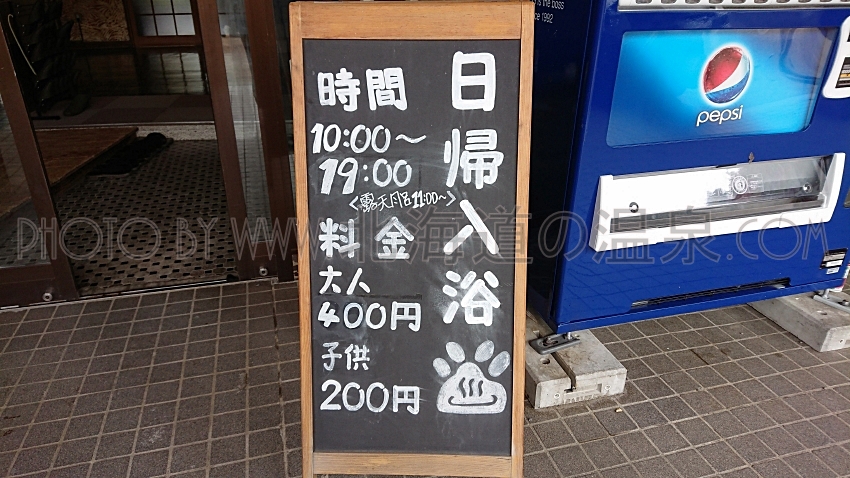 日帰入浴
時間
10:00～
19:00
<露天风呂11:00~>
料金
大人
400円
子供
200円
pepsi
since 1992
PHOTO BY WWW.北海道の温泉.COM